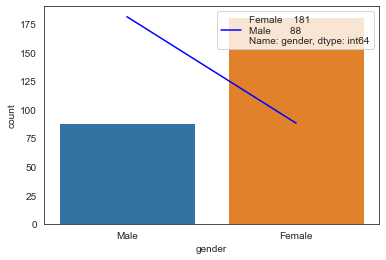 175
150
125
100
75
50
25
0
count
Male
Female
gender
Female 181
Male 88
Name: gender, dtype: int64